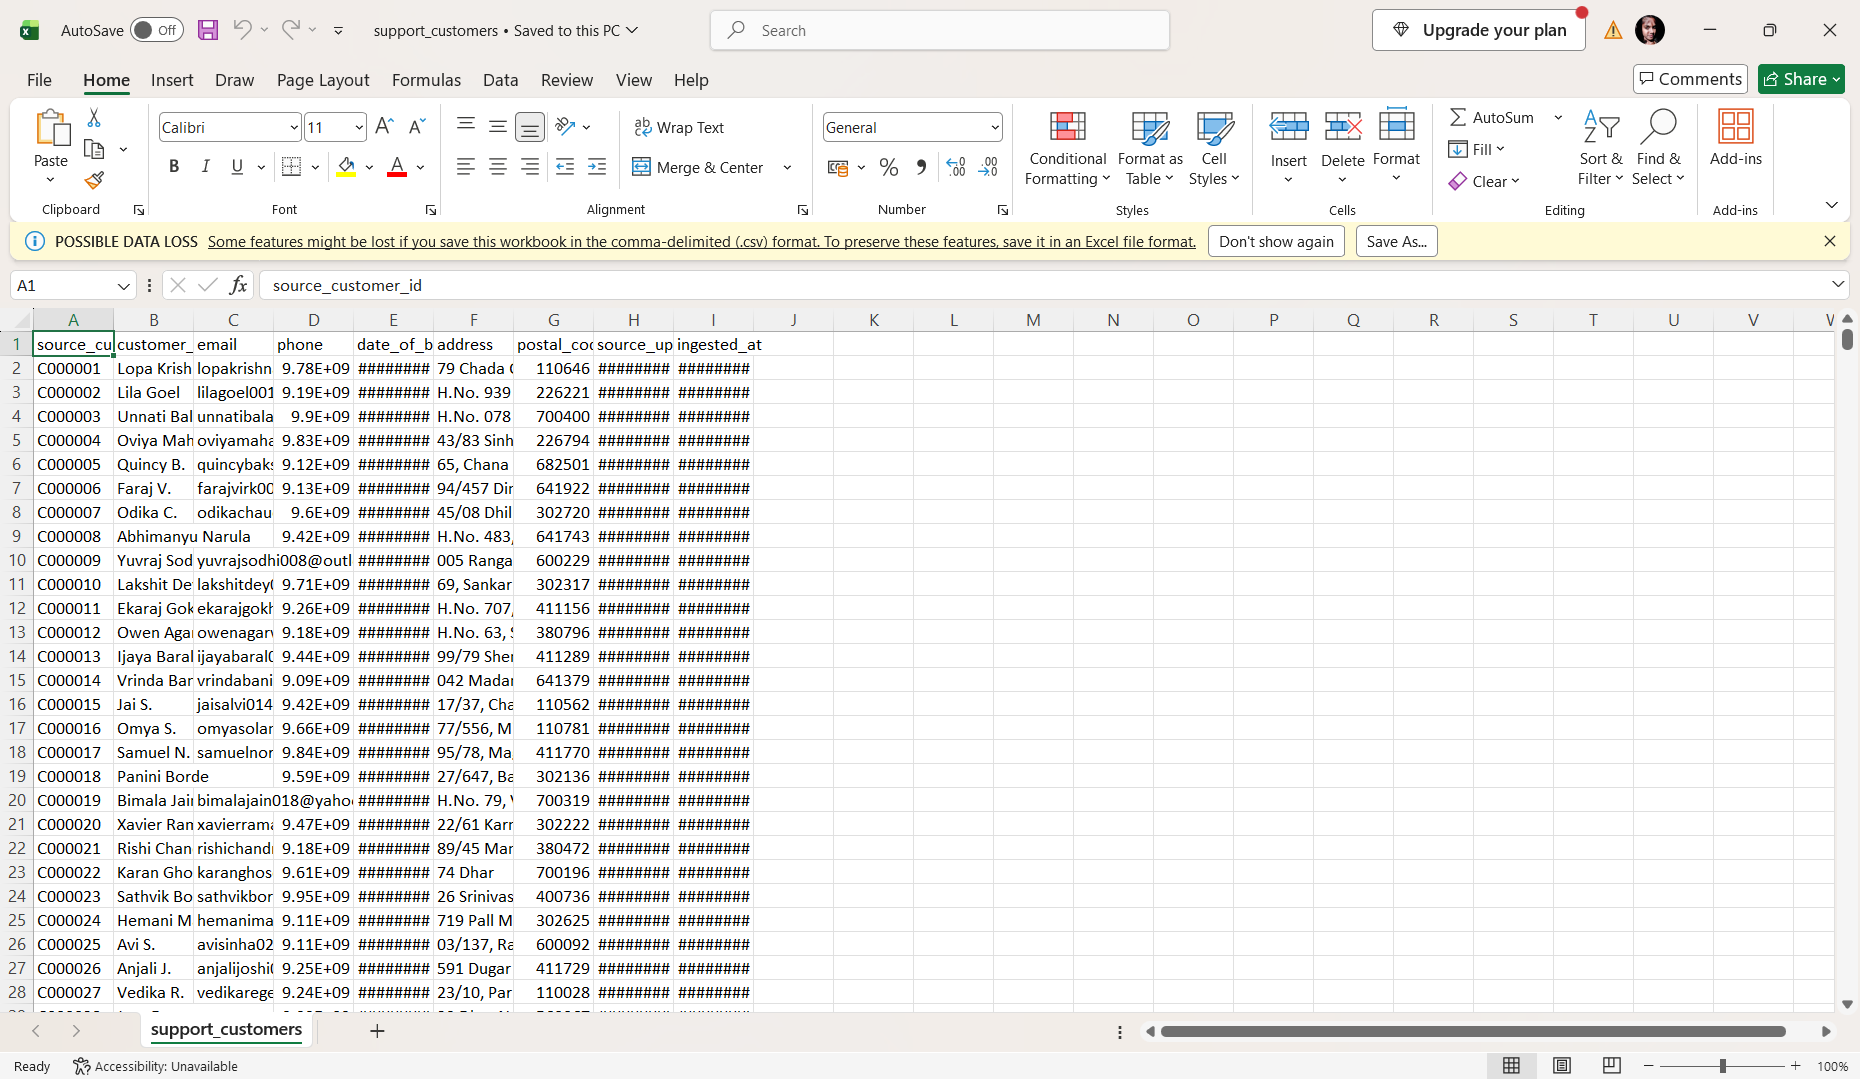 AutoSave Off support_customers • Saved to this PC Search Upgrade your plan
File Home Insert Draw Page Layout Formulas Data Review View Help Comments Share
Paste Calibri 11 Wrap Text General Conditional Formatting Format as Table Cell Styles Insert Delete Format AutoSum Sort & Filter Find & Select Add-ins
B I U A Merge & Center % Fill Clear
Clipboard Font Alignment Number Styles Cells Editing Add-ins
POSSIBLE DATA LOSS Some features might be lost if you save this workbook in the comma-delimited (.csv) format. To preserve these features, save it in an Excel file format. Don't show again Save As...
A1 fx source_customer_id
A B C D E F G H I J K L M N O P Q R S T U V
1 source_cu customer_ email phone date_of_b address postal_co source_up ingested_at
2 C000001 Lopa Krish lopakrishn 9.78E+09 ######## 79 Chada 110646 ######## ########
3 C000002 Lila Goel lilagoel001 9.19E+09 ######## H.No. 939 226221 ######## ########
4 C000003 Unnati Bal unnatibala 9.9E+09 ######## H.No. 078 700400 ######## ########
5 C000004 Oviya Mah oviyamaha 9.83E+09 ######## 43/83 Sinh 226794 ######## ########
6 C000005 Quincy B. quincybaks 9.12E+09 ######## 65, Chana 682501 ######## ########
7 C000006 Faraj V. farajvirk00 9.13E+09 ######## 94/457 Dir 641922 ######## ########
8 C000007 Odika C. odikachau 9.6E+09 ######## 45/08 Dhil 302720 ######## ########
9 C000008 Abhimanyu Narula 9.42E+09 ######## H.No. 483, 641743 ######## ########
10 C000009 Yuvraj Sod yuvrajsodhi008@outl ######## 005 Ranga 600229 ######## ########
11 C000010 Lakshit De lakshitdey 9.71E+09 ######## 69, Sankar 302317 ######## ########
12 C000011 Ekaraj Gok ekarajgokh 9.26E+09 ######## H.No. 707, 411156 ######## ########
13 C000012 Owen Aga owenagarw 9.18E+09 ######## H.No. 63, 380796 ######## ########
14 C000013 Ijaya Baral ijayabaral 9.44E+09 ######## 99/79 Sher 411289 ######## ########
15 C000014 Vrinda Bar vrindabani 9.09E+09 ######## 042 Madar 641379 ######## ########
16 C000015 Jai S. jaisalvi014 9.42E+09 ######## 17/37, Cha 110562 ######## ########
17 C000016 Omya S. omyasolar 9.66E+09 ######## 77/556, M 110781 ######## ########
18 C000017 Samuel N. samuelnor 9.84E+09 ######## 95/78, Ma 411770 ######## ########
19 C000018 Panini Borde 9.59E+09 ######## 27/647, Ba 302136 ######## ########
20 C000019 Bimala Jai bimalajain018@yaho ######## H.No. 79, 700319 ######## ########
21 C000020 Xavier Ran xavierrama 9.47E+09 ######## 22/61 Karr 302222 ######## ########
22 C000021 Rishi Chan rishichand 9.18E+09 ######## 89/45 Mar 380472 ######## ########
23 C000022 Karan Gho karanghos 9.61E+09 ######## 74 Dhar 700196 ######## ########
24 C000023 Sathvik Bo sathvikbor 9.95E+09 ######## 26 Srinivas 400736 ######## ########
25 C000024 Hemani M hemanima 9.11E+09 ######## 719 Pall M 302625 ######## ########
26 C000025 Avi S. avisinha02 9.11E+09 ######## 03/137, Ra 600092 ######## ########
27 C000026 Anjali J. anjalijoshi 9.25E+09 ######## 591 Dugar 411729 ######## ########
28 C000027 Vedika R. vedikarege 9.24E+09 ######## 23/10, Par 110028 ######## ########
support_customers
Ready Accessibility: Unavailable 100%